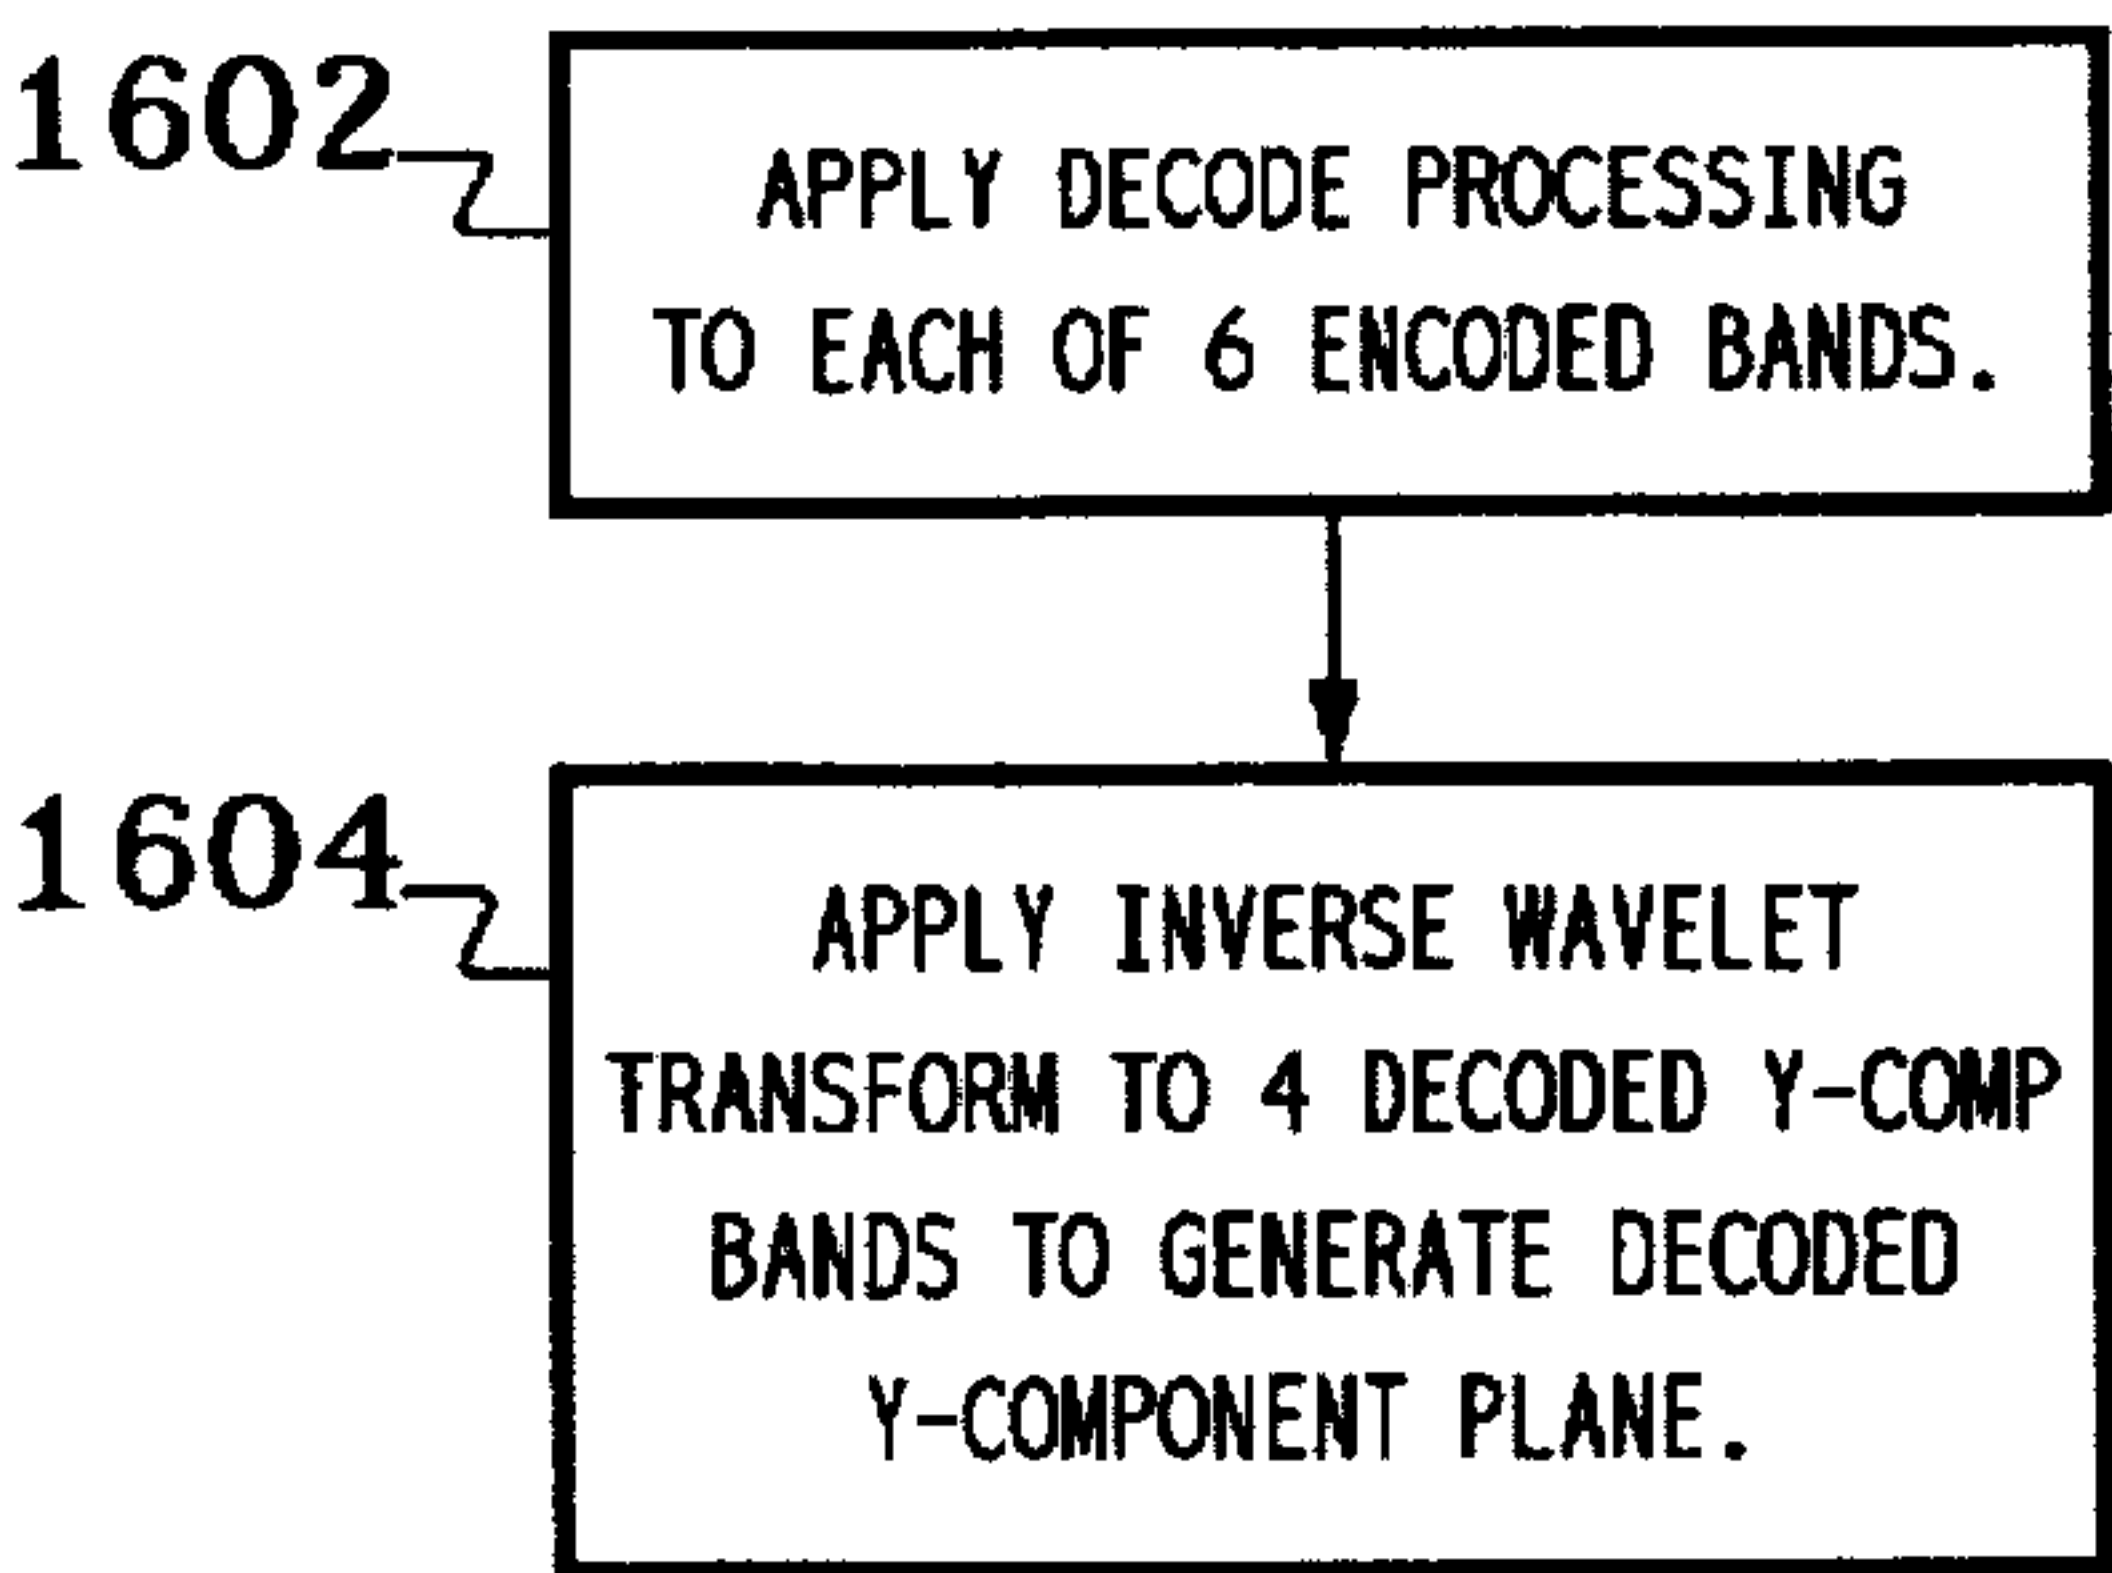 1602
APPLY DECODE PROCESSING
TO EACH OF 6 ENCODED BANDS.
1604
APPLY INVERSE WAVELET
TRANSFORM TO 4 DECODED Y-COMP
BANDS TO GENERATE DECODED
Y-COMPONENT PLANE.